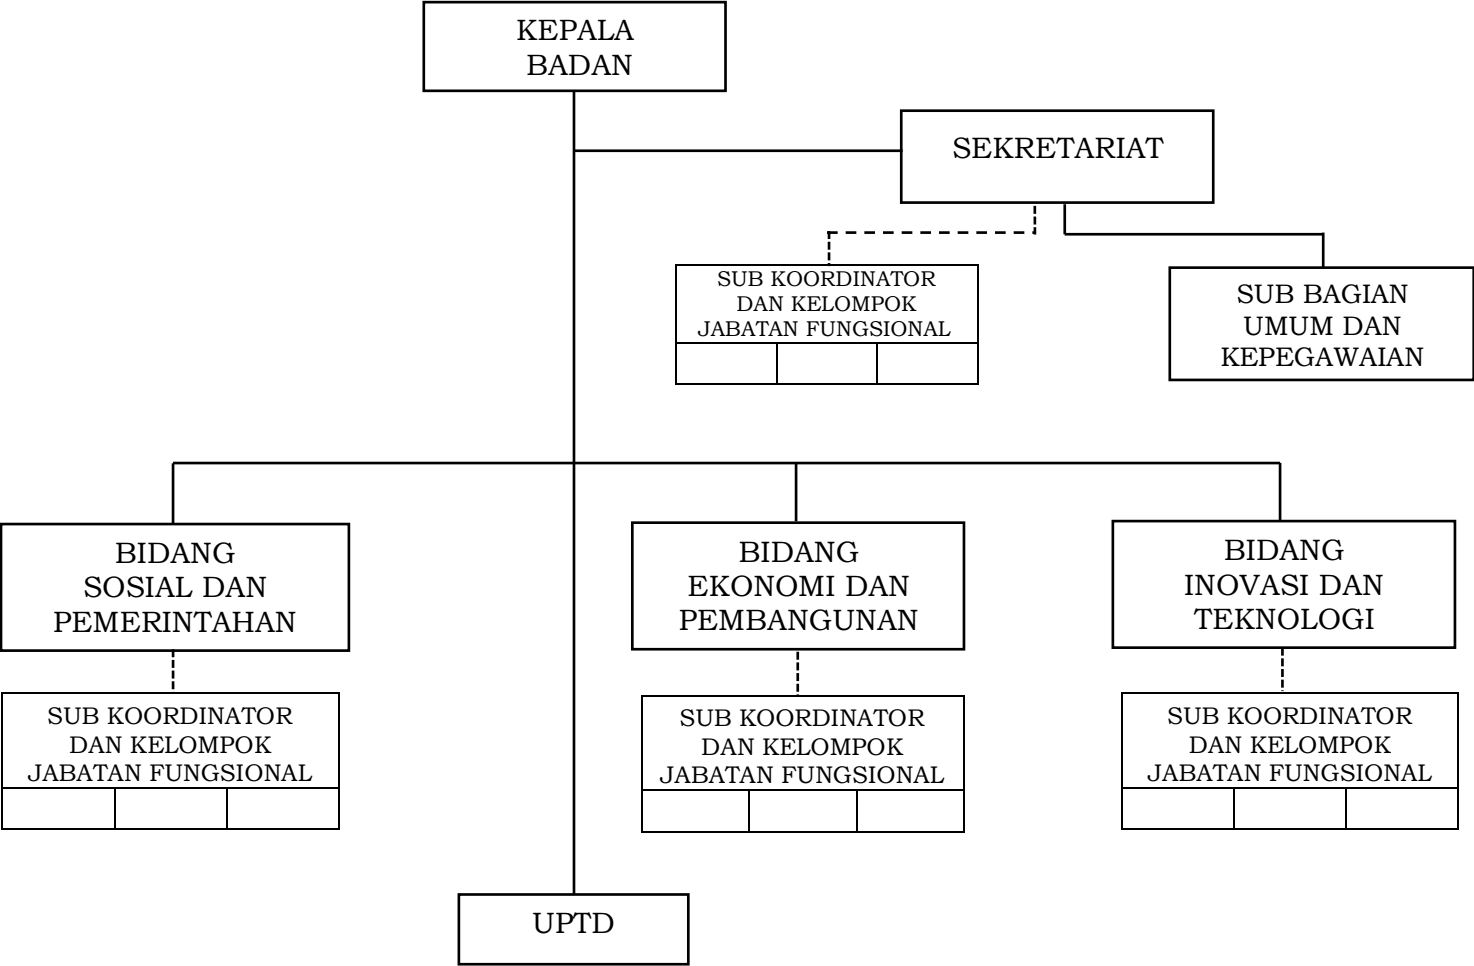 KEPALA
BADAN
SEKRETARIAT
SUB KOORDINATOR
DAN KELOMPOK
JABATAN FUNGSIONAL
SUB BAGIAN
UMUM DAN
KEPEGAWAIAN
BIDANG
SOSIAL DAN
PEMERINTAHAN
BIDANG
EKONOMI DAN
PEMBANGUNAN
BIDANG
INOVASI DAN
TEKNOLOGI
SUB KOORDINATOR
DAN KELOMPOK
JABATAN FUNGSIONAL
SUB KOORDINATOR
DAN KELOMPOK
JABATAN FUNGSIONAL
SUB KOORDINATOR
DAN KELOMPOK
JABATAN FUNGSIONAL
UPTD